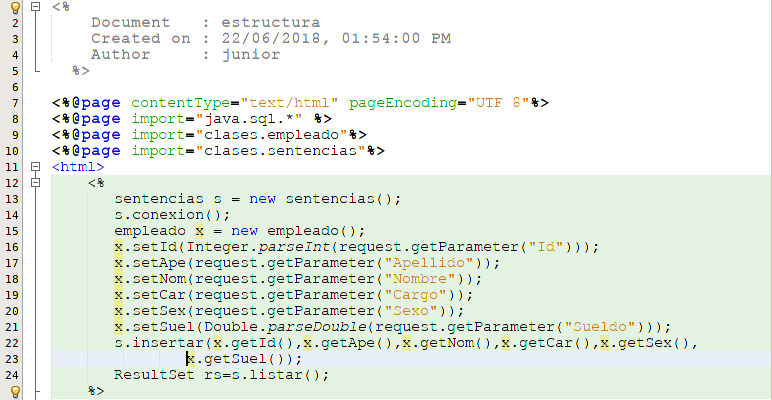 <%
2 Document : estructura
3 Created on : 22/06/2018, 01:54:00 PM
4 Author : junior
5 %>
6
7 <%@page contentType="text/html" pageEncoding="UTF 8"%>
8 <%@page import="java.sql.*" %>
9 <%@page import="clases.empleado"%>
10 <%@page import="clases.sentencias"%>
11 <html>
12 <%
13 sentencias s = new sentencias();
14 s.conexion();
15 empleado x = new empleado();
16 x.setId(Integer.parseInt(request.getParameter("Id")));
17 x.setApe(request.getParameter("Apellido"));
18 x.setNom(request.getParameter("Nombre"));
19 x.setCar(request.getParameter("Cargo"));
20 x.setSex(request.getParameter("Sexo"));
21 x.setSuel(Double.parseDouble(request.getParameter("Sueldo")));
22 s.insertar(x.getId(),x.getApe(),x.getNom(),x.getCar(),x.getSex(),
23 x.getSuel());
24 ResultSet rs=s.listar();
%>